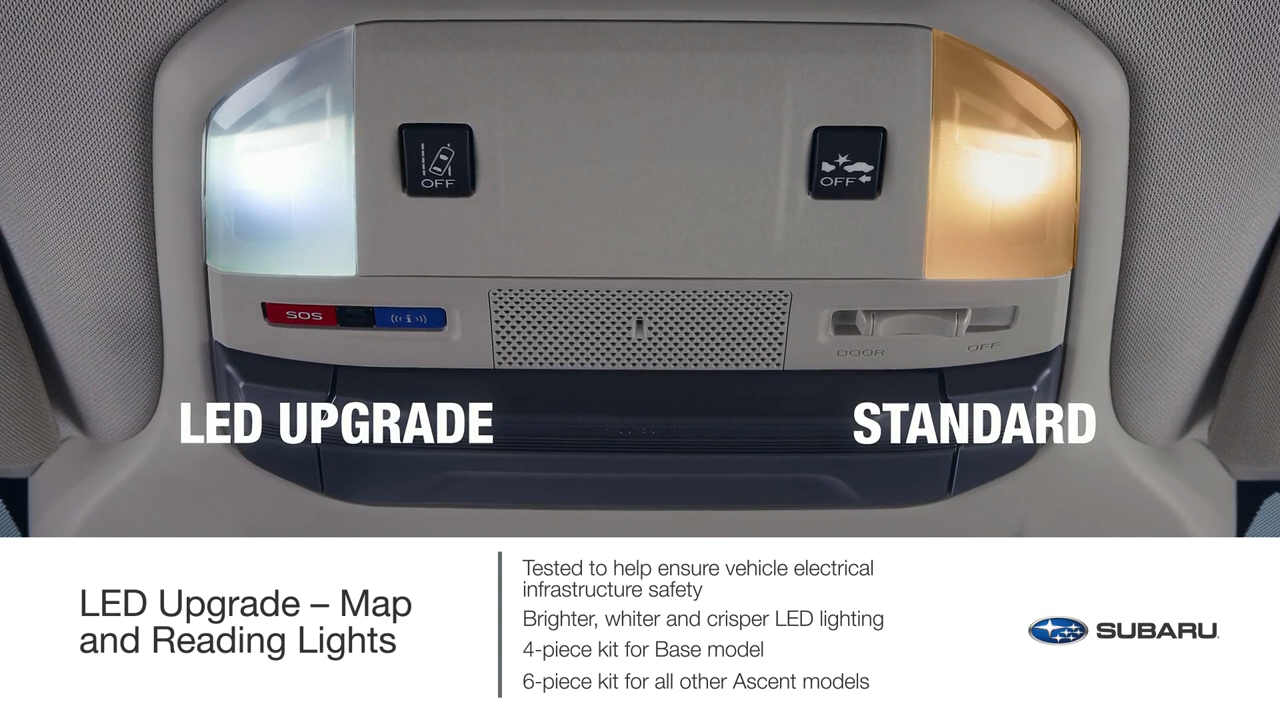 OFF
OFF
SOS
i
DOOR
OFF
LED UPGRADE
STANDARD
LED Upgrade – Map
and Reading Lights
Tested to help ensure vehicle electrical
infrastructure safety
Brighter, whiter and crisper LED lighting
4-piece kit for Base model
6-piece kit for all other Ascent models
SUBARU